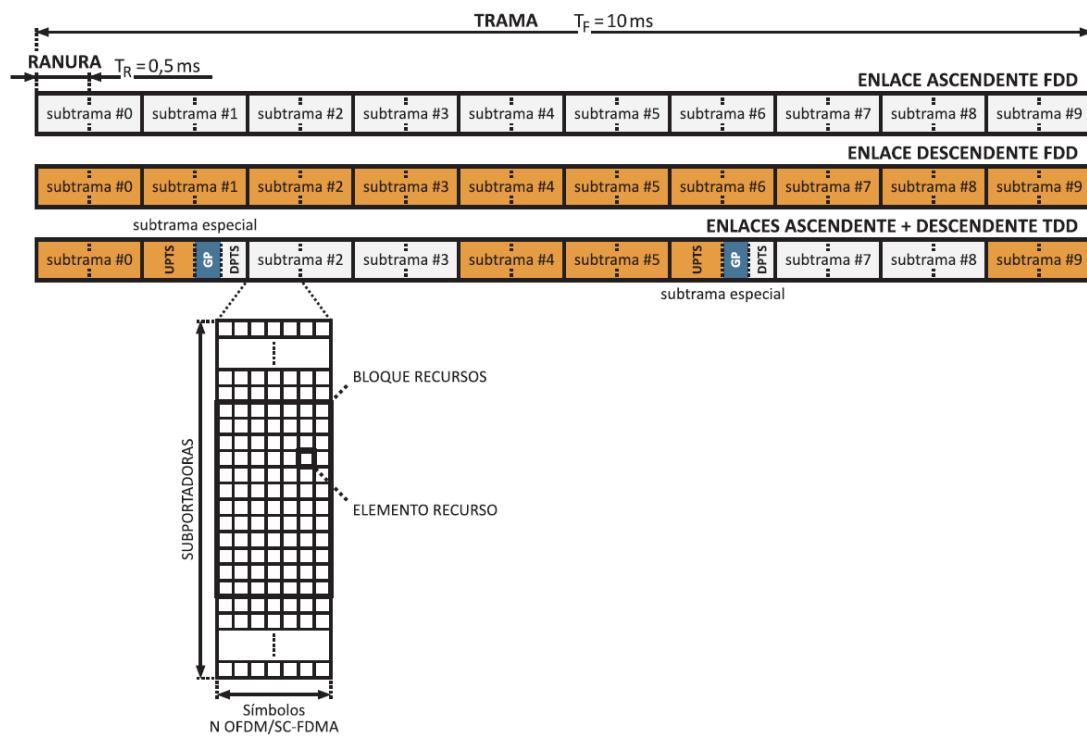 TRAMA T_F = 10 ms
RANURA T_R = 0,5 ms
ENLACE ASCENDENTE FDD
subtrama #0 subtrama #1 subtrama #2 subtrama #3 subtrama #4 subtrama #5 subtrama #6 subtrama #7 subtrama #8 subtrama #9
ENLACE DESCENDENTE FDD
subtrama #0 subtrama #1 subtrama #2 subtrama #3 subtrama #4 subtrama #5 subtrama #6 subtrama #7 subtrama #8 subtrama #9
subtrama especial
ENLACES ASCENDENTE + DESCENDENTE TDD
subtrama #0 UPTS GP DPTS subtrama #2 subtrama #3 subtrama #4 subtrama #5 UPTS GP DPTS subtrama #7 subtrama #8 subtrama #9
subtrama especial
BLOQUE RECURSOS
ELEMENTO RECURSO
SUBPORTADORAS
Símbolos
N OFDM/SC-FDMA